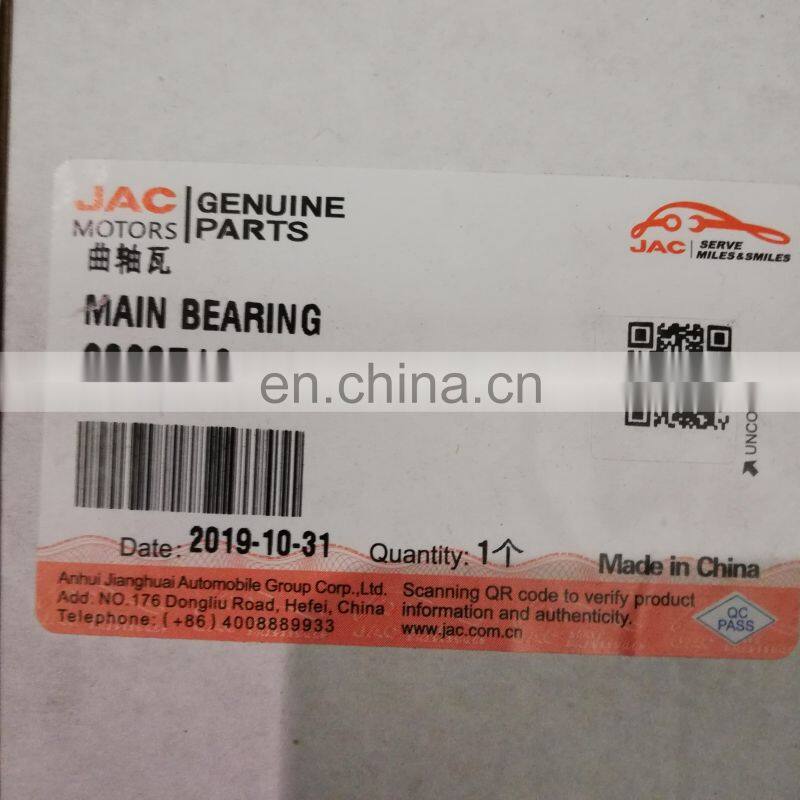 JAC GENUINE
MOTORS PARTS
曲轴瓦
MAIN BEARING
JAC SERVE
MILES&SMILES
en.china.cn
Date: 2019-10-31 Quantity: 1个
Made in China
Anhui Jianghuai Automobile Group Corp.,Ltd.
Add: NO.176 Dongliu Road, Hefei, China
Telephone: (+86) 4008889933
Scanning QR code to verify product
information and authenticity.
www.jac.com.cn
QC
PASS